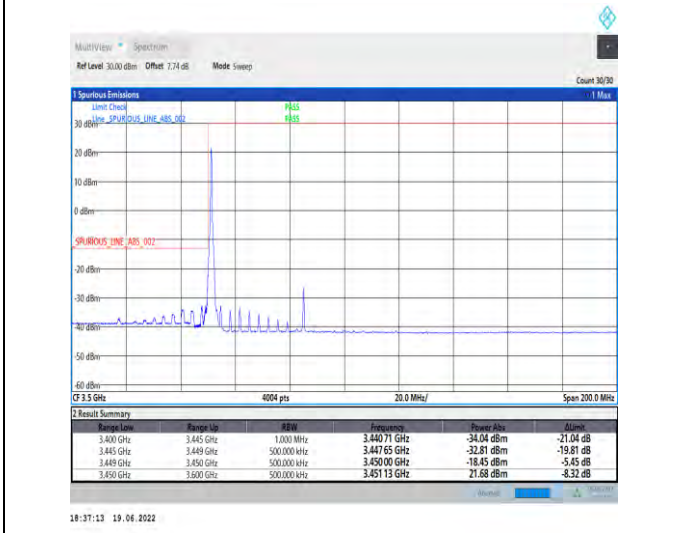 MultiView Spectrum
Ref Level 30.00 dBm Offset 7.74 dB Mode Sweep
Count 30/30
1 Spurious Emissions 1 Max
Limit Check PASS
30 dBm Line _SPURIOUS_LINE_ABS_002 PASS
20 dBm
10 dBm
0 dBm
_SPURIOUS_LINE_ABS_002
-20 dBm
-30 dBm
-40 dBm
-50 dBm
-60 dBm
CF 3.5 GHz 4004 pts 20.0 MHz/ Span 200.0 MHz
2 Result Summary
Range Low Range Up RBW Frequency Power Abs ΔLimit
3.400 GHz 3.445 GHz 1.000 MHz 3.440 71 GHz -34.04 dBm -21.04 dB
3.445 GHz 3.449 GHz 500.000 kHz 3.447 65 GHz -32.81 dBm -19.81 dB
3.449 GHz 3.450 GHz 500.000 kHz 3.450 00 GHz -18.45 dBm -5.45 dB
3.450 GHz 3.600 GHz 500.000 kHz 3.451 13 GHz 21.68 dBm -8.32 dB
18:37:13 19.06.2022